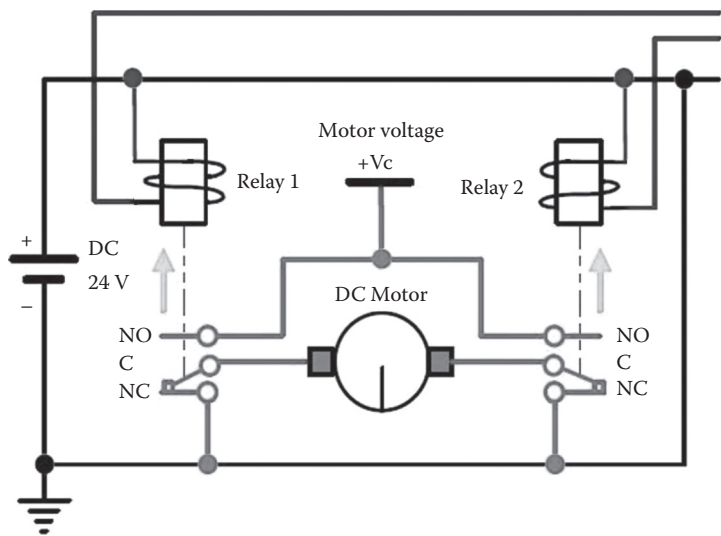 Motor voltage
+Vc
Relay 1
Relay 2
+
DC
24 V
–
DC Motor
NO
C
NC
NO
C
NC